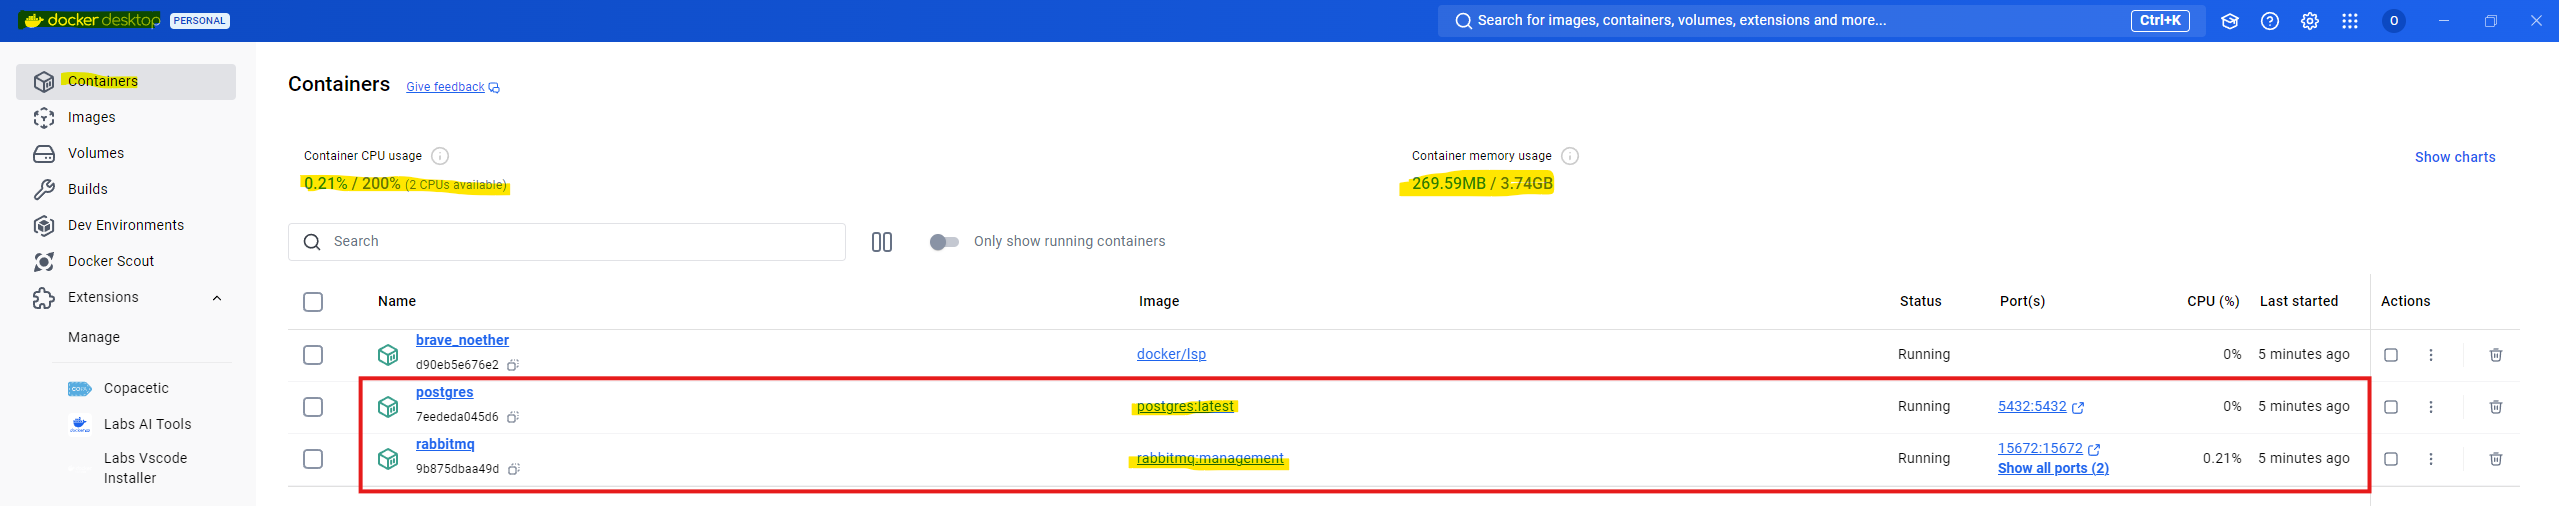 docker desktop PERSONAL
Search for images, containers, volumes, extensions and more... Ctrl+K
O
Containers
Images
Volumes
Builds
Dev Environments
Docker Scout
Extensions
Manage
Copacetic
Labs AI Tools
Labs Vscode
Installer
Containers Give feedback
Container CPU usage
0.21% / 200% (2 CPUs available)
Container memory usage
269.59MB / 3.74GB
Show charts
Search
Only show running containers
Name Image Status Port(s) CPU (%) Last started Actions
brave_noether
d90eb5e676e2
docker/lsp Running 0% 5 minutes ago
postgres
7eededa045d6
postgres:latest Running 5432:5432 0% 5 minutes ago
rabbitmq
9b875dbaa49d
rabbitmq:management Running 15672:15672
Show all ports (2)
0.21% 5 minutes ago